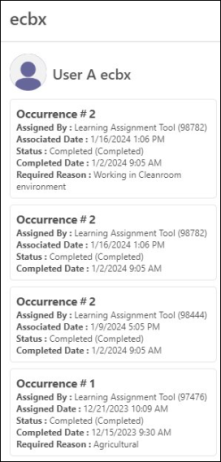 ecbx
User A ecbx
Occurrence # 2
Assigned By : Learning Assignment Tool (98782)
Associated Date : 1/16/2024 1:06 PM
Status : Completed (Completed)
Completed Date : 1/2/2024 9:05 AM
Required Reason : Working in Cleanroom
environment
Occurrence # 2
Assigned By : Learning Assignment Tool (98782)
Associated Date : 1/16/2024 1:06 PM
Status : Completed (Completed)
Completed Date : 1/2/2024 9:05 AM
Occurrence # 2
Assigned By : Learning Assignment Tool (98444)
Associated Date : 1/9/2024 5:05 PM
Status : Completed (Completed)
Completed Date : 1/2/2024 9:05 AM
Occurrence # 1
Assigned By : Learning Assignment Tool (97476)
Assigned Date : 12/21/2023 10:09 AM
Status : Completed (Completed)
Completed Date : 12/15/2023 9:30 AM
Required Reason : Agricultural